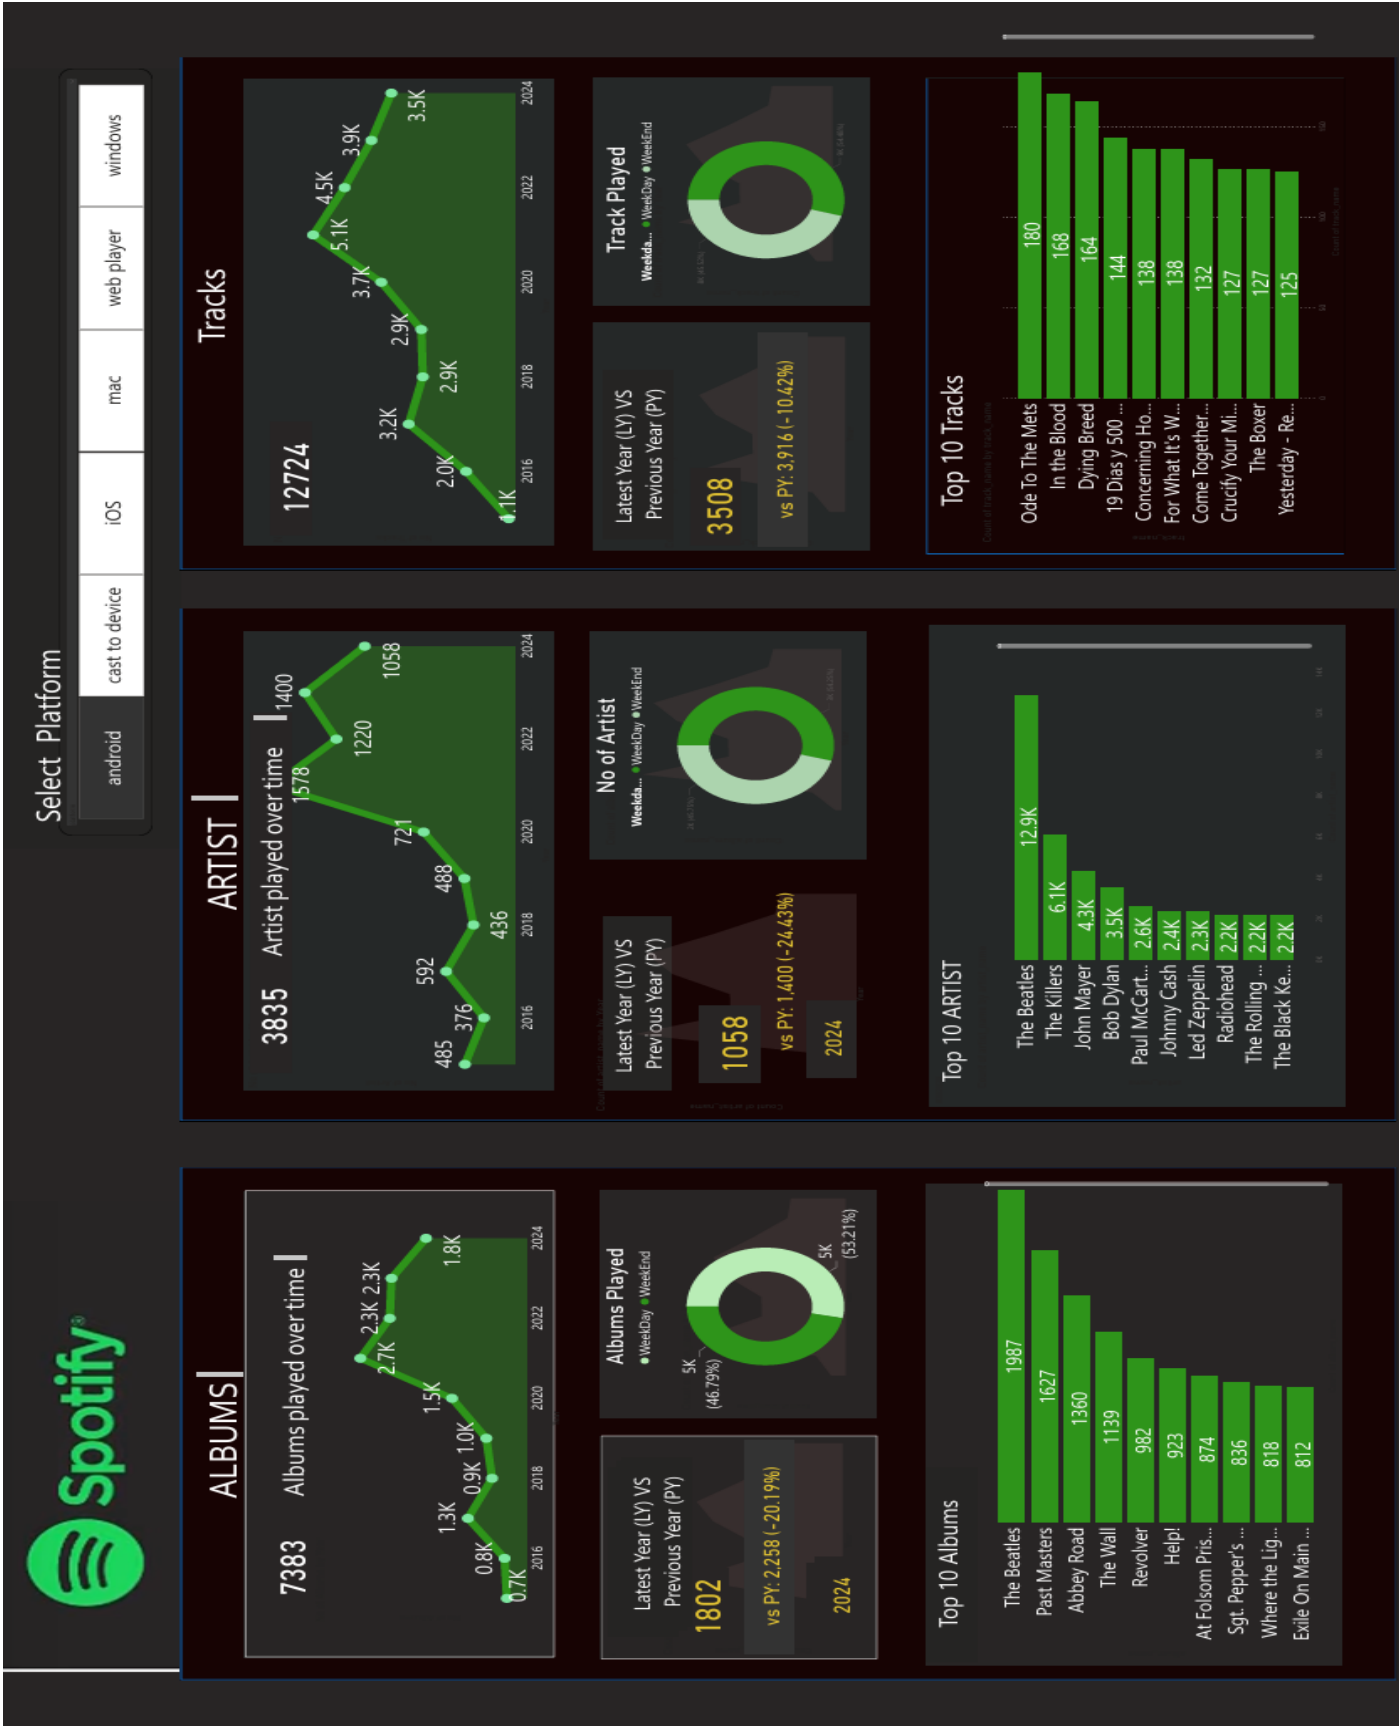 Spotify®
Select Platform
android
cast to device
iOS
mac
web player
windows
ALBUMS
7383
Albums played over time
0.7K
0.8K
1.3K
0.9K
1.0K
1.5K
2.7K
2.3K
2.3K
1.8K
2016
2018
2020
2022
2024
Latest Year (LY) VS
Previous Year (PY)
1802
vs PY: 2,258 (-20.19%)
2024
Albums Played
WeekDay
WeekEnd
5K
(46.79%)
5K
(53.21%)
Top 10 Albums
The Beatles
1987
Past Masters
1627
Abbey Road
1360
The Wall
1139
Revolver
982
Help!
923
At Folsom Pris...
874
Sgt. Pepper's ...
836
Where the Lig...
818
Exile On Main ...
812
ARTIST
3835
Artist played over time
485
376
592
436
488
721
1578
1220
1400
1058
2016
2018
2020
2022
2024
Latest Year (LY) VS
Previous Year (PY)
1058
vs PY: 1,400 (-24.43%)
2024
No of Artist
Weekda...
WeekDay
WeekEnd
Top 10 ARTIST
The Beatles
12.9K
The Killers
6.1K
John Mayer
4.3K
Bob Dylan
3.5K
Paul McCart...
2.6K
Johnny Cash
2.4K
Led Zeppelin
2.3K
Radiohead
2.2K
The Rolling ...
2.2K
The Black Ke...
2.2K
Tracks
12724
1.1K
2.0K
3.2K
2.9K
2.9K
3.7K
5.1K
4.5K
3.9K
3.5K
2016
2018
2020
2022
2024
Latest Year (LY) VS
Previous Year (PY)
3508
vs PY: 3,916 (-10.42%)
Track Played
Weekda...
WeekDay
WeekEnd
Top 10 Tracks
Count of track_name by track_name
Ode To The Mets
180
In the Blood
168
Dying Breed
164
19 Dias y 500 ...
144
Concerning Ho...
138
For What It's W...
138
Come Together...
132
Crucify Your Mi...
127
The Boxer
127
Yesterday - Re...
125
0
50
100
150
Count of track_name